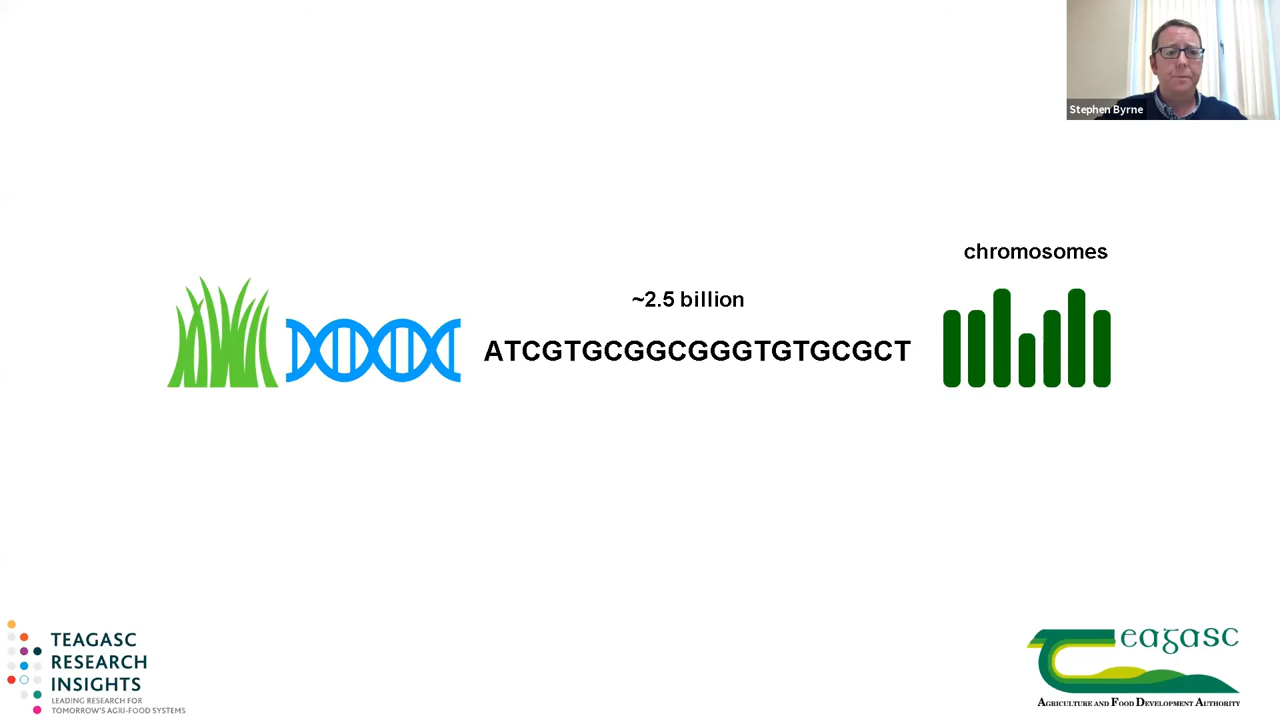 Stephen Byrne
chromosomes
~2.5 billion
ATCGTGCGGCGGGTGTGCGCT
TEAGASC
RESEARCH
INSIGHTS
LEADING RESEARCH FOR
TOMORROW'S AGRI-FOOD SYSTEMS
eagasc
AGRICULTURE AND FOOD DEVELOPMENT AUTHORITY